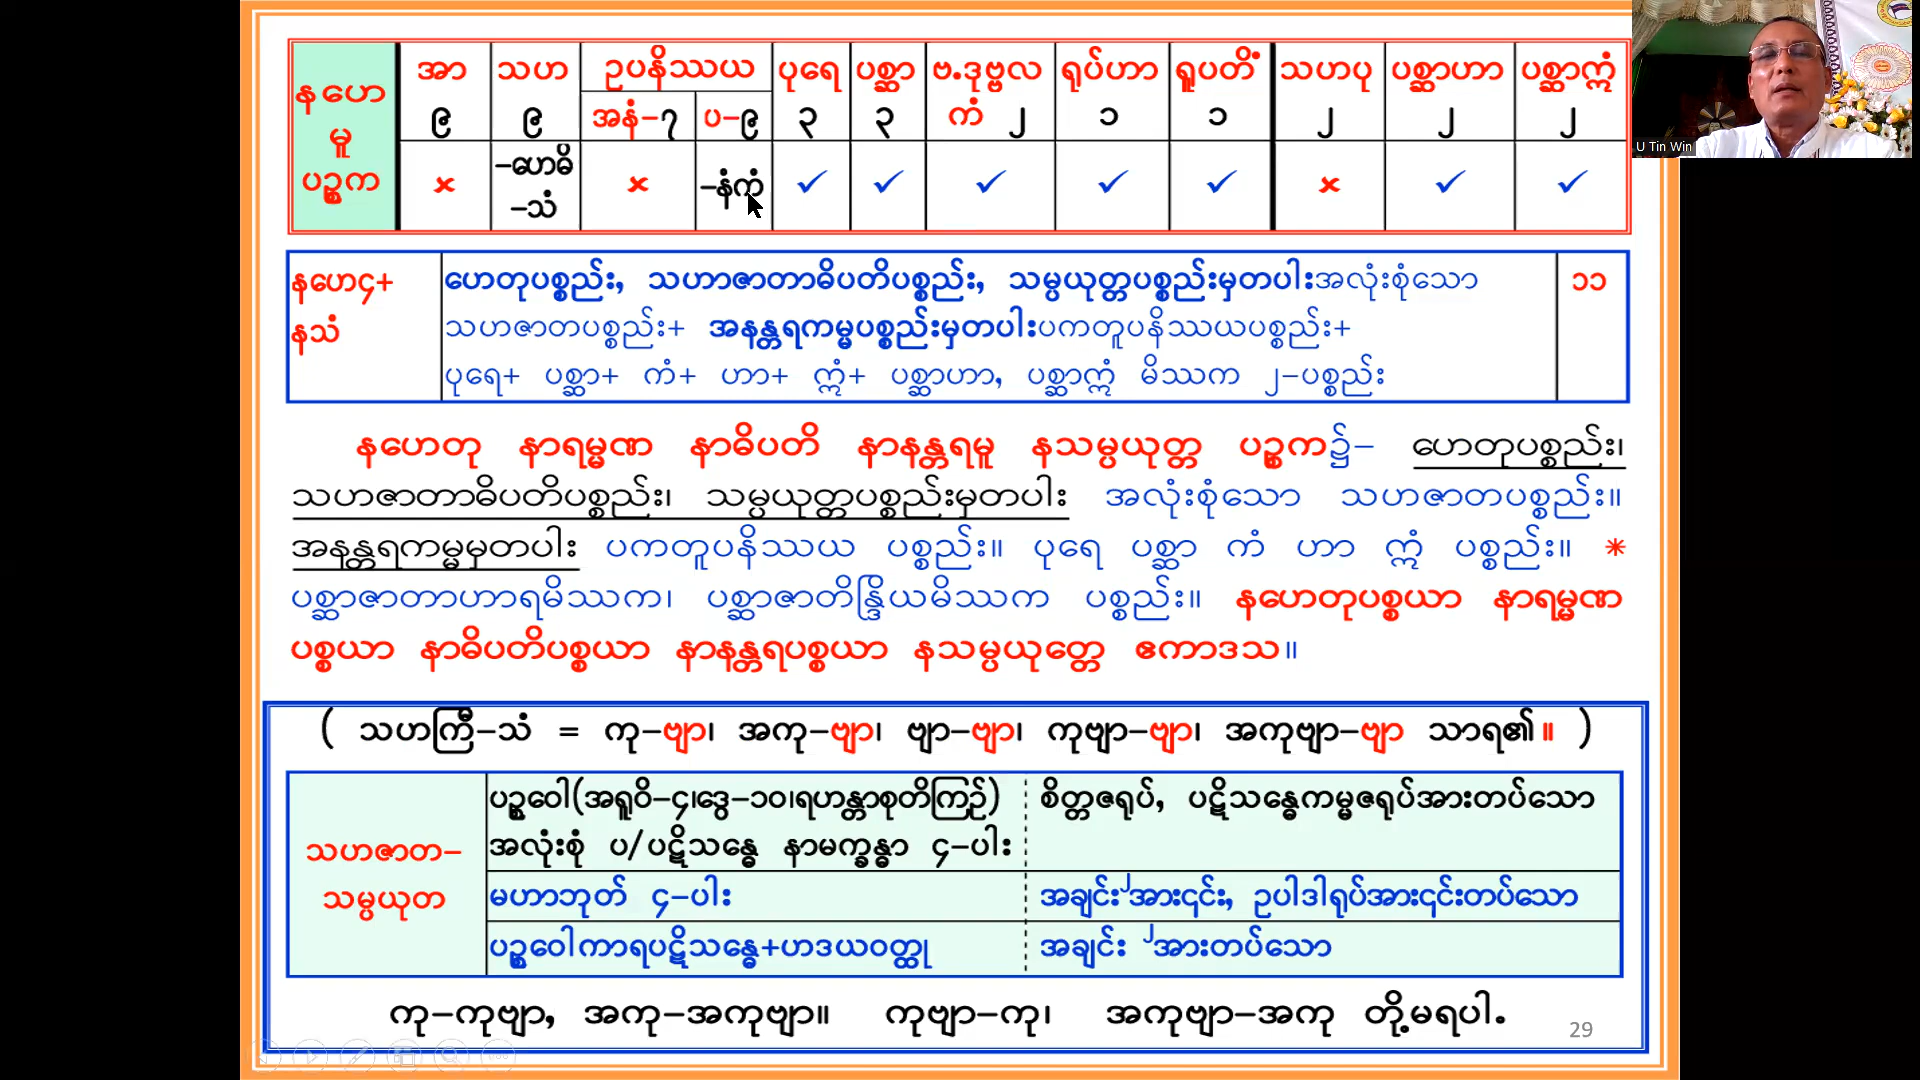 နဟေ
မူ
ပဉ္စက
အာ သဟ ဥပနိဿယ ပုရေ ပစ္ဆာ ဗ.ဒုဗ္ဗလ ရုပ်ဟာ ရူပတိံ သဟပု ပစ္ဆာဟာ ပစ္ဆာဣံ
၉ ၉ အနံ-၇ ပ-၉ ၃ ၃ ကံ ၂ ၁ ၁ ၂ ၂ ၂
× -ဟေဓိ -သံ × -နံကံ ✓ ✓ ✓ ✓ ✓ × ✓ ✓
U Tin Win
နဟေ၄+ နသံ
ဟေတုပစ္စည်း, သဟာဇာတာဓိပတိပစ္စည်း, သမ္ပယုတ္တပစ္စည်းမှတပါးအလုံးစုံသော ၁၁
သဟဇာတပစ္စည်း+ အနန္တရကမ္မပစ္စည်းမှတပါးပကတူပနိဿယပစ္စည်း+
ပုရေ+ ပစ္ဆာ+ ကံ+ ဟာ+ ဣံ+ ပစ္ဆာဟာ, ပစ္ဆာဣံ မိဿက ၂-ပစ္စည်း
နဟေတု နာရမ္မဏ နာဓိပတိ နာနန္တရမူ နသမ္ပယုတ္တ ပဉ္စက၌- ဟေတုပစ္စည်း၊
သဟဇာတာဓိပတိပစ္စည်း၊ သမ္ပယုတ္တပစ္စည်းမှတပါး အလုံးစုံသော သဟဇာတပစ္စည်း။
အနန္တရကမ္မမှတပါး ပကတူပနိဿယ ပစ္စည်း။ ပုရေ ပစ္ဆာ ကံ ဟာ ဣံ ပစ္စည်း။ *
ပစ္ဆာဇာတာဟာရမိဿက၊ ပစ္ဆာဇာတိန္ဒြိယမိဿက ပစ္စည်း။ နဟေတုပစ္စယာ နာရမ္မဏ
ပစ္စယာ နာဓိပတိပစ္စယာ နာနန္တရပစ္စယာ နသမ္ပယုတ္တေ ဧကာဒသ။
( သဟကြီ-သံ = ကု-ဗျာ၊ အကု-ဗျာ၊ ဗျာ-ဗျာ၊ ကုဗျာ-ဗျာ၊ အကုဗျာ-ဗျာ သာရ၏။ )
သဟဇာတ-
သမ္ပယုတ
ပဉ္စဝေါ(အရူဝိ-၄၊ဒွေ-၁၀၊ရဟန္တာစုတိကြဉ်) စိတ္တဇရုပ်, ပဋိသန္ဓေကမ္မဇရုပ်အားတပ်သော
အလုံးစုံ ပ/ပဋိသန္ဓေ နာမက္ခန္ဓာ ၄-ပါး
မဟာဘုတ် ၄-ပါး အချင်း၂အား၎င်း, ဥပါဒါရုပ်အား၎င်းတပ်သော
ပဉ္စဝေါကာရပဋိသန္ဓေ+ဟဒယဝတ္ထု အချင်း ၂အားတပ်သော
ကု-ကုဗျာ, အကု-အကုဗျာ။ ကုဗျာ-ကု၊ အကုဗျာ-အကု တို့မရပါ.
29